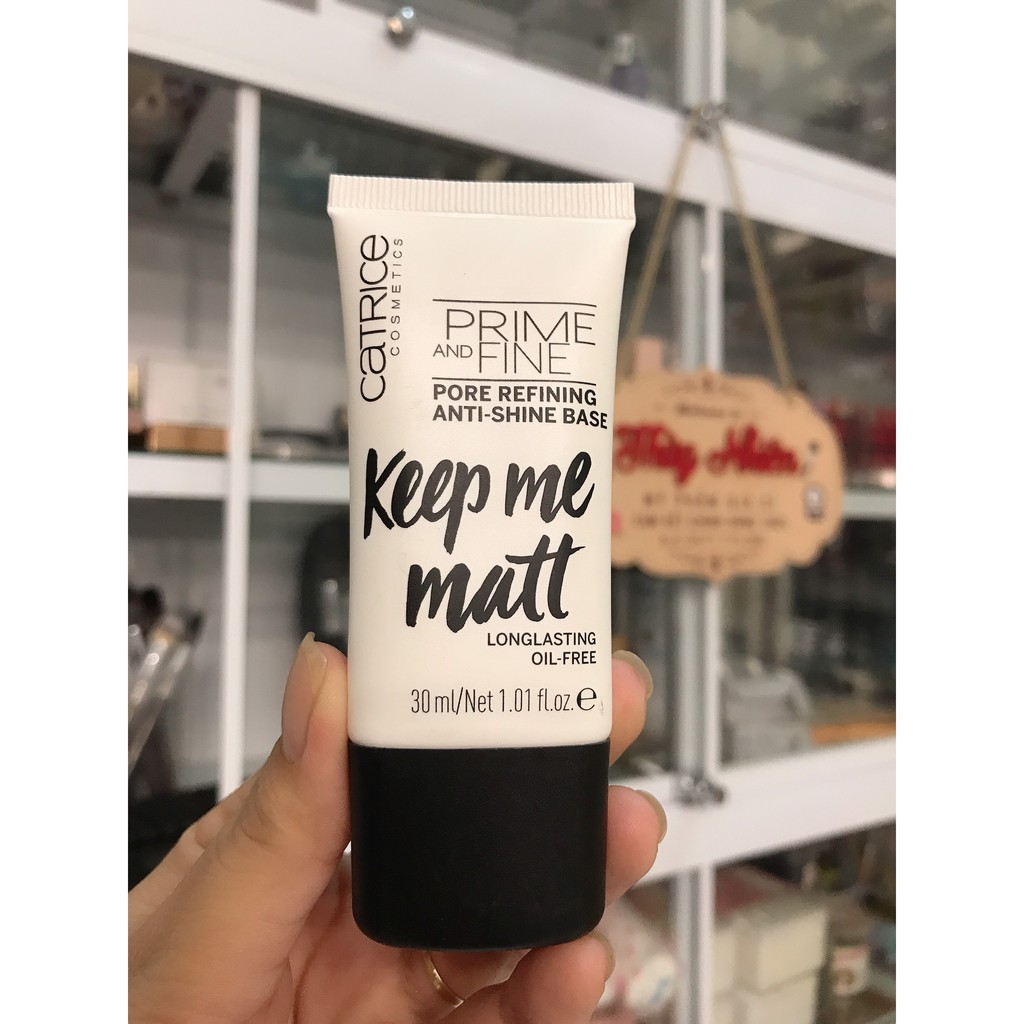 CATRICE
COSMETICS
PRIME
AND FINE
PORE REFINING
ANTI-SHINE BASE
Keep me
matt
LONGLASTING
OIL-FREE
30 ml/Net 1.01 fl.oz. e